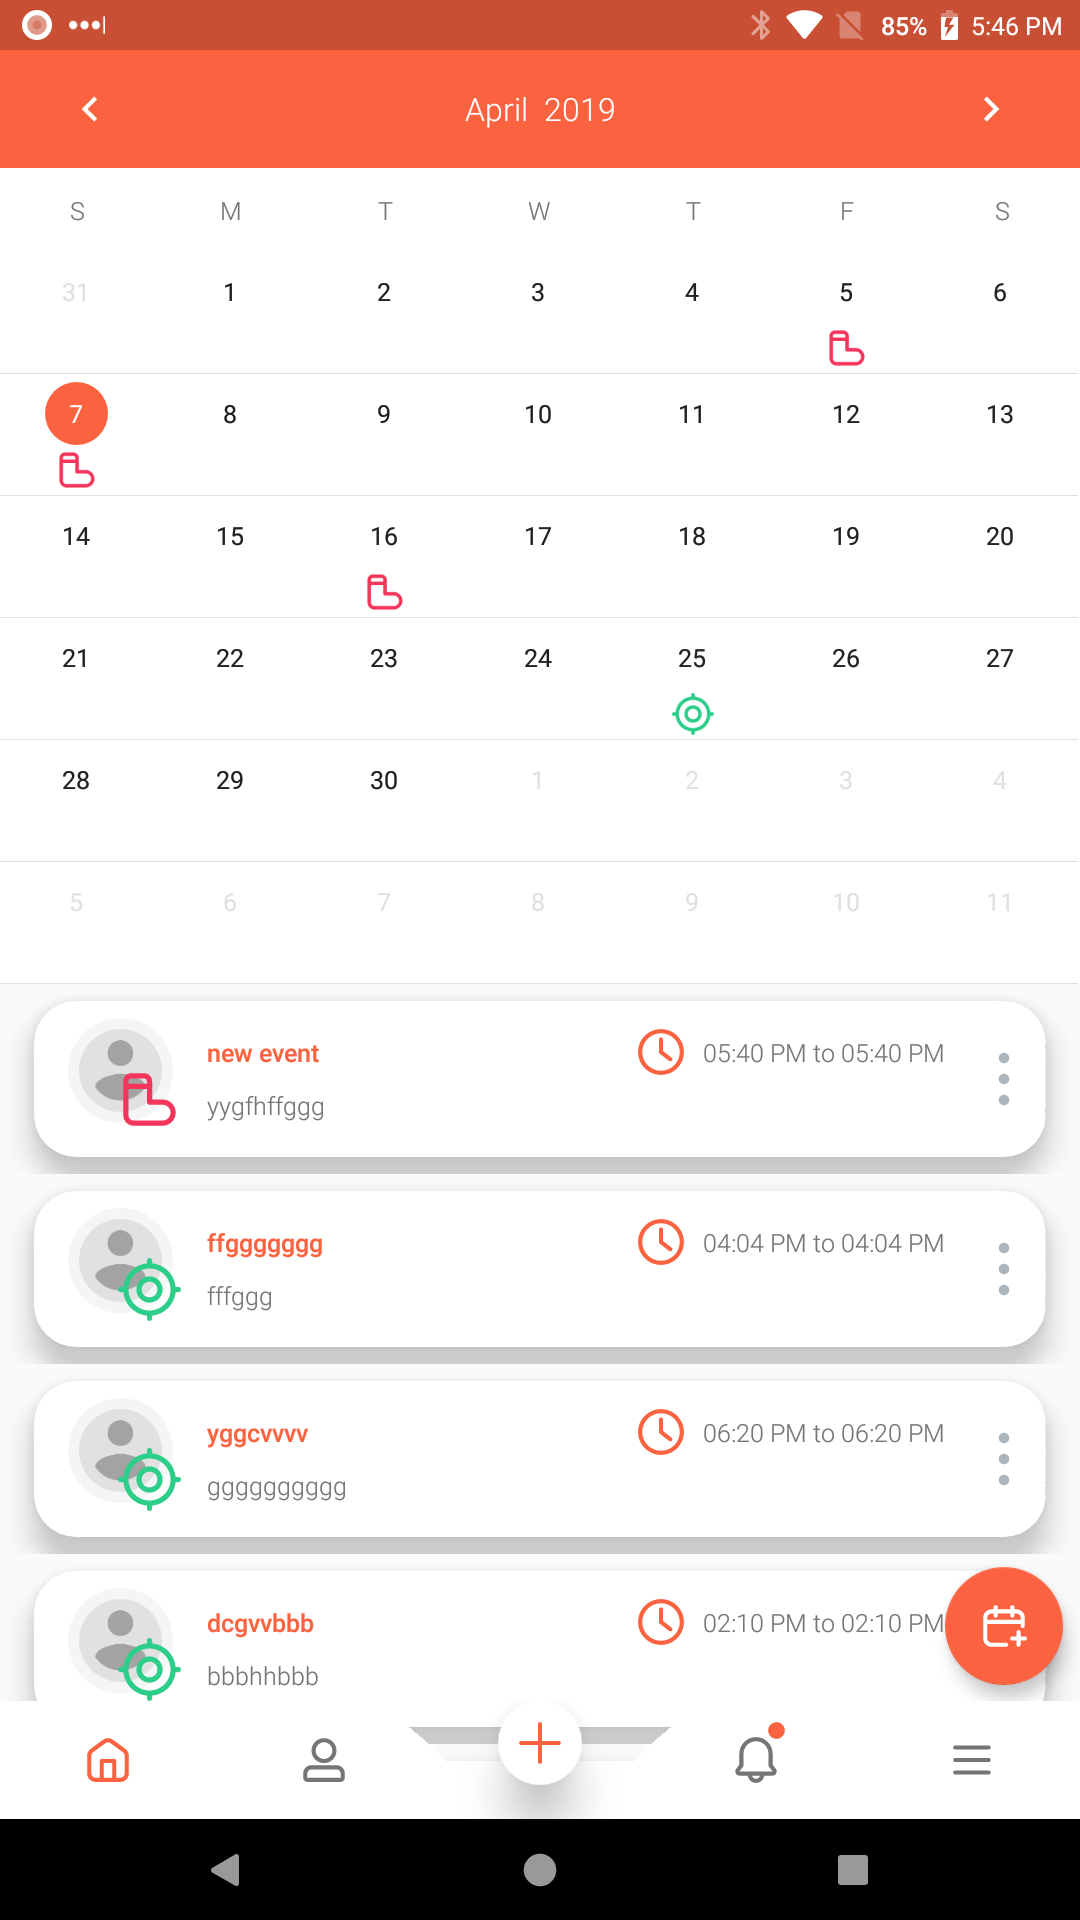 85% 5:46 PM
April 2019
S M T W T F S
31 1 2 3 4 5 6
7 8 9 10 11 12 13
14 15 16 17 18 19 20
21 22 23 24 25 26 27
28 29 30 1 2 3 4
5 6 7 8 9 10 11
new event 05:40 PM to 05:40 PM
yygfhffggg
ffggggggg 04:04 PM to 04:04 PM
fffggg
yggcvvvv 06:20 PM to 06:20 PM
gggggggggg
dcgvvbbb 02:10 PM to 02:10 PM
bbbhhbbb